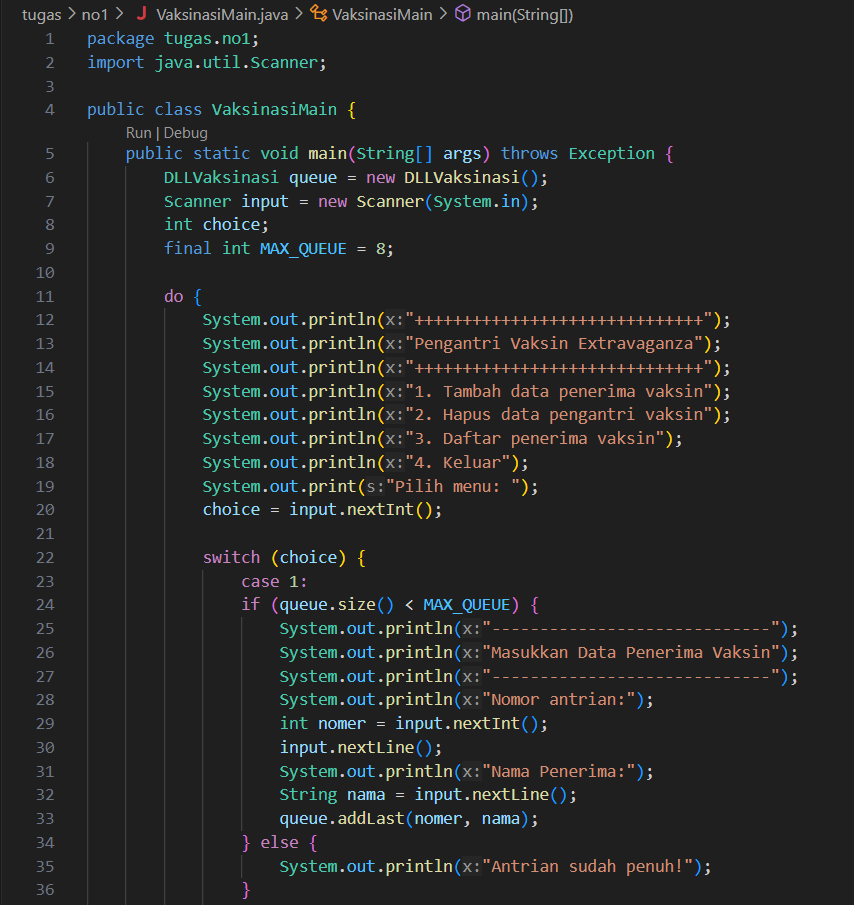 tugas > no1 > J VaksinasiMain.java > VaksinasiMain > main(String[])
1 package tugas.no1;
2 import java.util.Scanner;
3
4 public class VaksinasiMain {
Run | Debug
5 public static void main(String[] args) throws Exception {
6 DLLVaksinasi queue = new DLLVaksinasi();
7 Scanner input = new Scanner(System.in);
8 int choice;
9 final int MAX_QUEUE = 8;
10
11 do {
12 System.out.println(x:"++++++++++++++++++++++++++++++");
13 System.out.println(x:"Pengantri Vaksin Extravaganza");
14 System.out.println(x:"++++++++++++++++++++++++++++++");
15 System.out.println(x:"1. Tambah data penerima vaksin");
16 System.out.println(x:"2. Hapus data pengantri vaksin");
17 System.out.println(x:"3. Daftar penerima vaksin");
18 System.out.println(x:"4. Keluar");
19 System.out.print(s:"Pilih menu: ");
20 choice = input.nextInt();
21
22 switch (choice) {
23 case 1:
24 if (queue.size() < MAX_QUEUE) {
25 System.out.println(x:"-----------------------------");
26 System.out.println(x:"Masukkan Data Penerima Vaksin");
27 System.out.println(x:"-----------------------------");
28 System.out.println(x:"Nomor antrian:");
29 int nomer = input.nextInt();
30 input.nextLine();
31 System.out.println(x:"Nama Penerima:");
32 String nama = input.nextLine();
33 queue.addLast(nomer, nama);
34 } else {
35 System.out.println(x:"Antrian sudah penuh!");
36 }